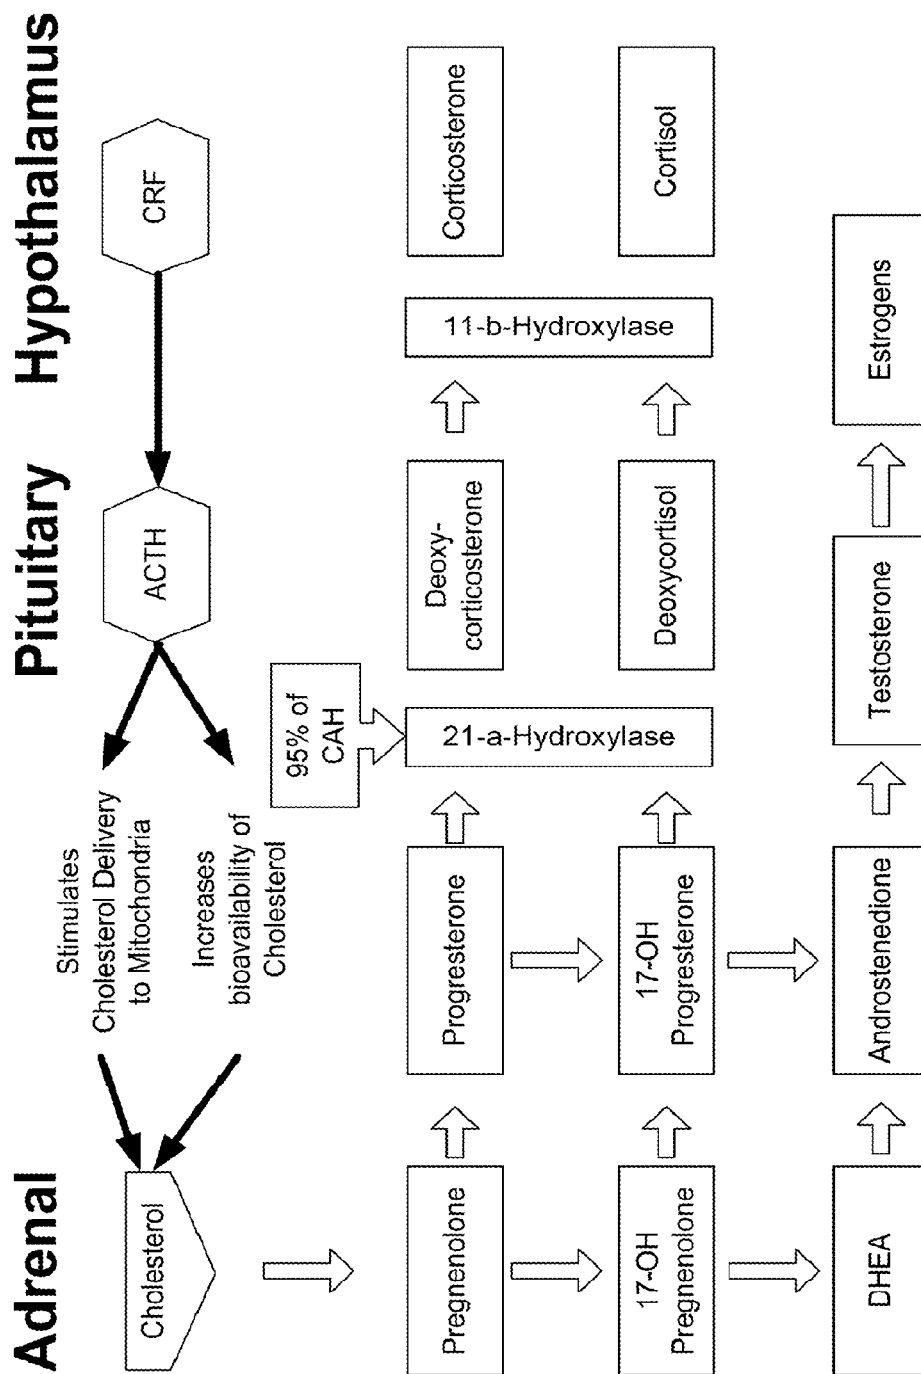 Adrenal
Pituitary
Hypothalamus
Cholesterol
Stimulates
Cholesterol Delivery
to Mitochondria
Increases
bioavailability of
Cholesterol
ACTH
CRF
95% of
CAH
Pregnenolone
Progresterone
21-a-Hydroxylase
Deoxy-
corticosterone
11-b-Hydroxylase
Corticosterone
17-OH
Pregnenolone
17-OH
Progresterone
Deoxycortisol
Cortisol
DHEA
Androstenedione
Testosterone
Estrogens